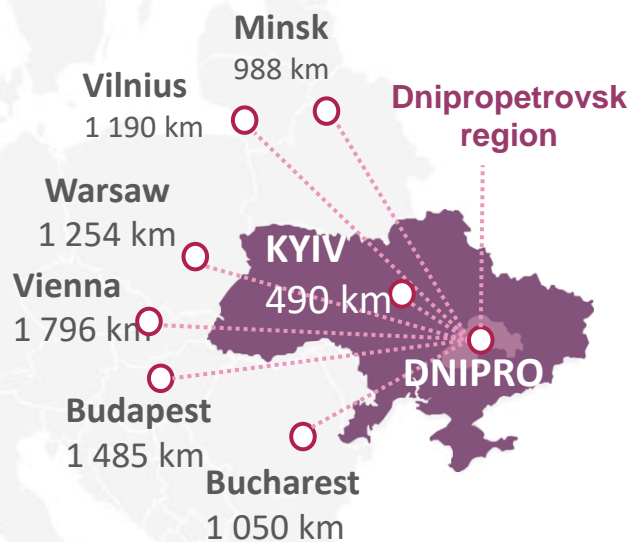 Minsk
988 km
Vilnius
1 190 km
Dnipropetrovsk
region
Warsaw
1 254 km
KYIV
490 km
Vienna
1 796 km
DNIPRO
Budapest
1 485 km
Bucharest
1 050 km